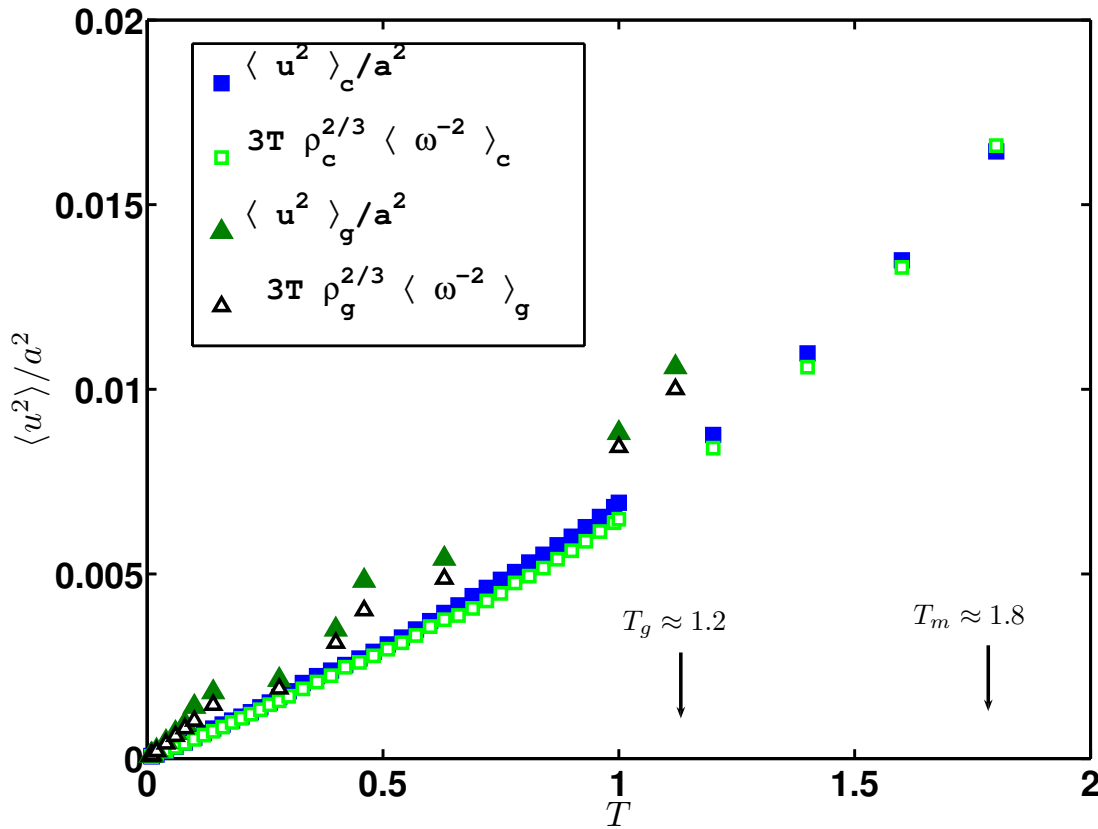 0.02
0.015
0.01
0.005
0
⟨u²⟩/a²
⟨ u² ⟩c/a²
3T ρc^2/3 ⟨ ω⁻² ⟩c
⟨ u² ⟩g/a²
3T ρg^2/3 ⟨ ω⁻² ⟩g
Tg ≈ 1.2
Tm ≈ 1.8
0 0.5 1 1.5 2
T